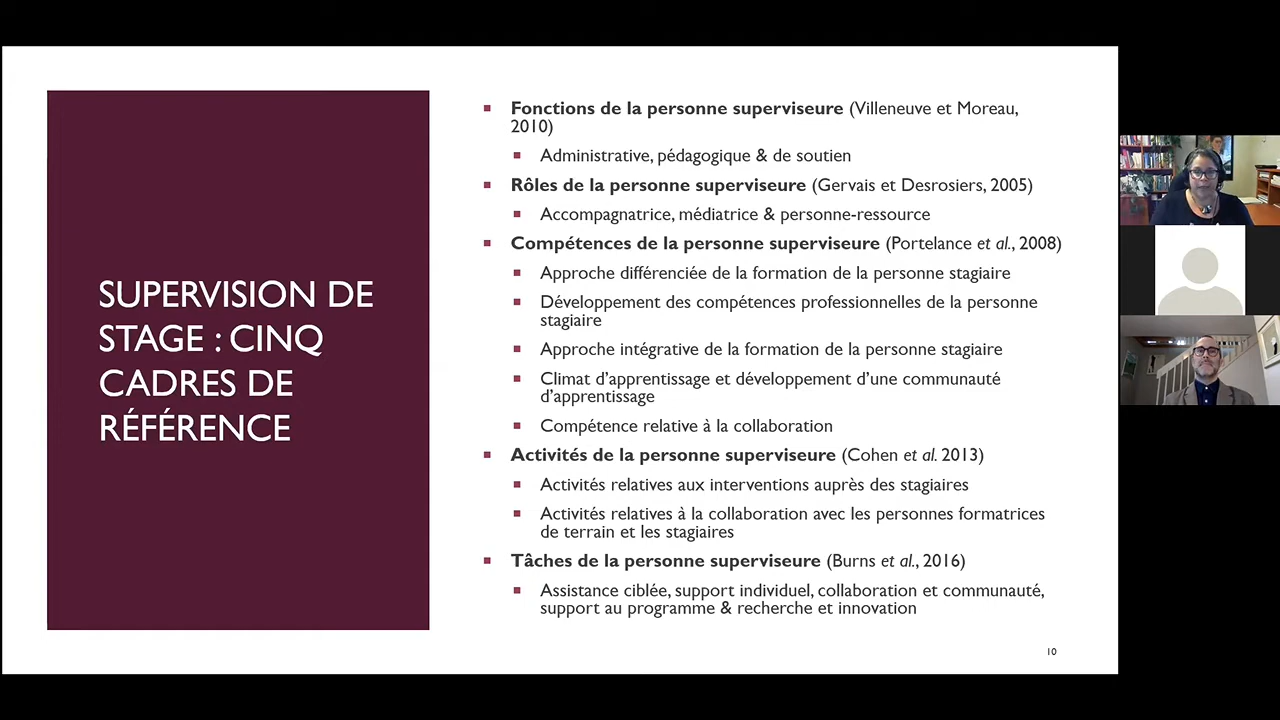 SUPERVISION DE
STAGE : CINQ
CADRES DE
RÉFÉRENCE
Fonctions de la personne superviseure (Villeneuve et Moreau,
2010)
Administrative, pédagogique & de soutien
Rôles de la personne superviseure (Gervais et Desrosiers, 2005)
Accompagnatrice, médiatrice & personne-ressource
Compétences de la personne superviseure (Portelance et al., 2008)
Approche différenciée de la formation de la personne stagiaire
Développement des compétences professionnelles de la personne
stagiaire
Approche intégrative de la formation de la personne stagiaire
Climat d’apprentissage et développement d’une communauté
d’apprentissage
Compétence relative à la collaboration
Activités de la personne superviseure (Cohen et al. 2013)
Activités relatives aux interventions auprès des stagiaires
Activités relatives à la collaboration avec les personnes formatrices
de terrain et les stagiaires
Tâches de la personne superviseure (Burns et al., 2016)
Assistance ciblée, support individuel, collaboration et communauté,
support au programme & recherche et innovation
10